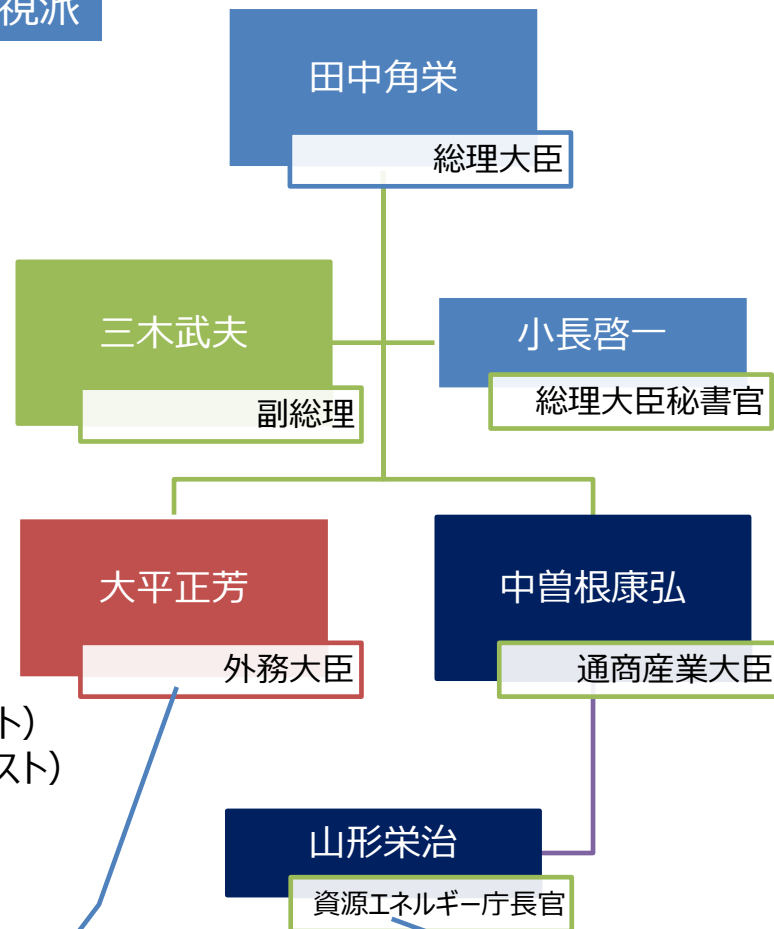 視派
田中角栄
総理大臣
三木武夫
副総理
小長啓一
総理大臣秘書官
大平正芳
外務大臣
中曽根康弘
通商産業大臣
ト）
スト）
山形栄治
資源エネルギー庁長官